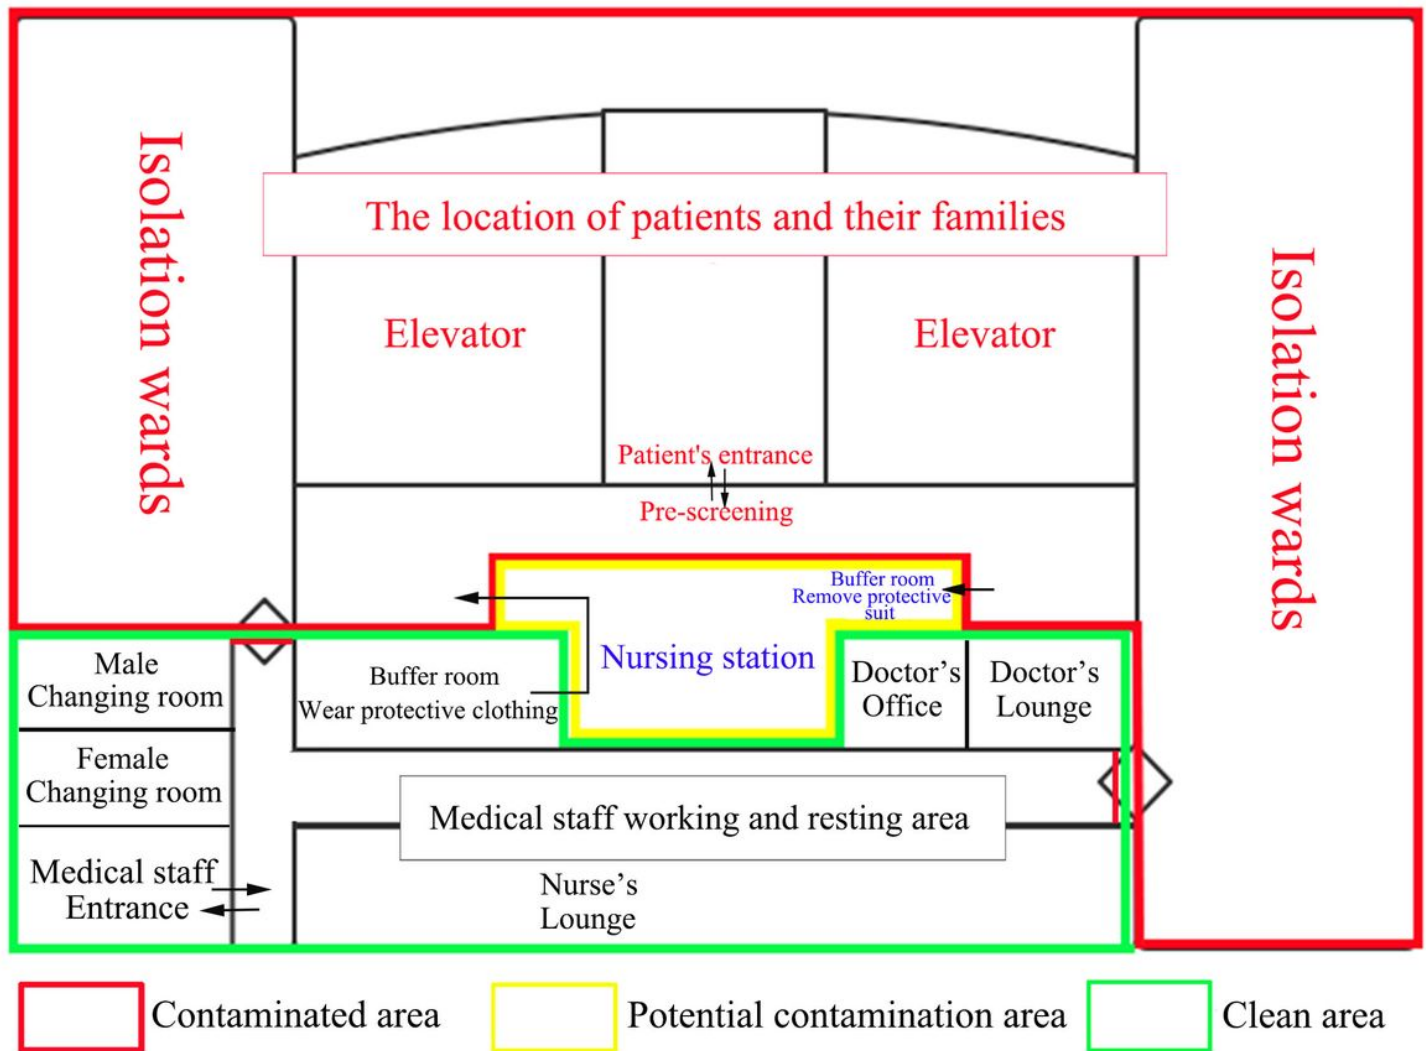 Isolation wards
The location of patients and their families
Isolation wards
Elevator
Elevator
Patient's entrance
Pre-screening
Buffer room
Remove protective
suit
Nursing station
Male
Changing room
Buffer room
Wear protective clothing
Doctor's
Office
Doctor's
Lounge
Female
Changing room
Medical staff working and resting area
Medical staff
Entrance
Nurse's
Lounge
Contaminated area
Potential contamination area
Clean area